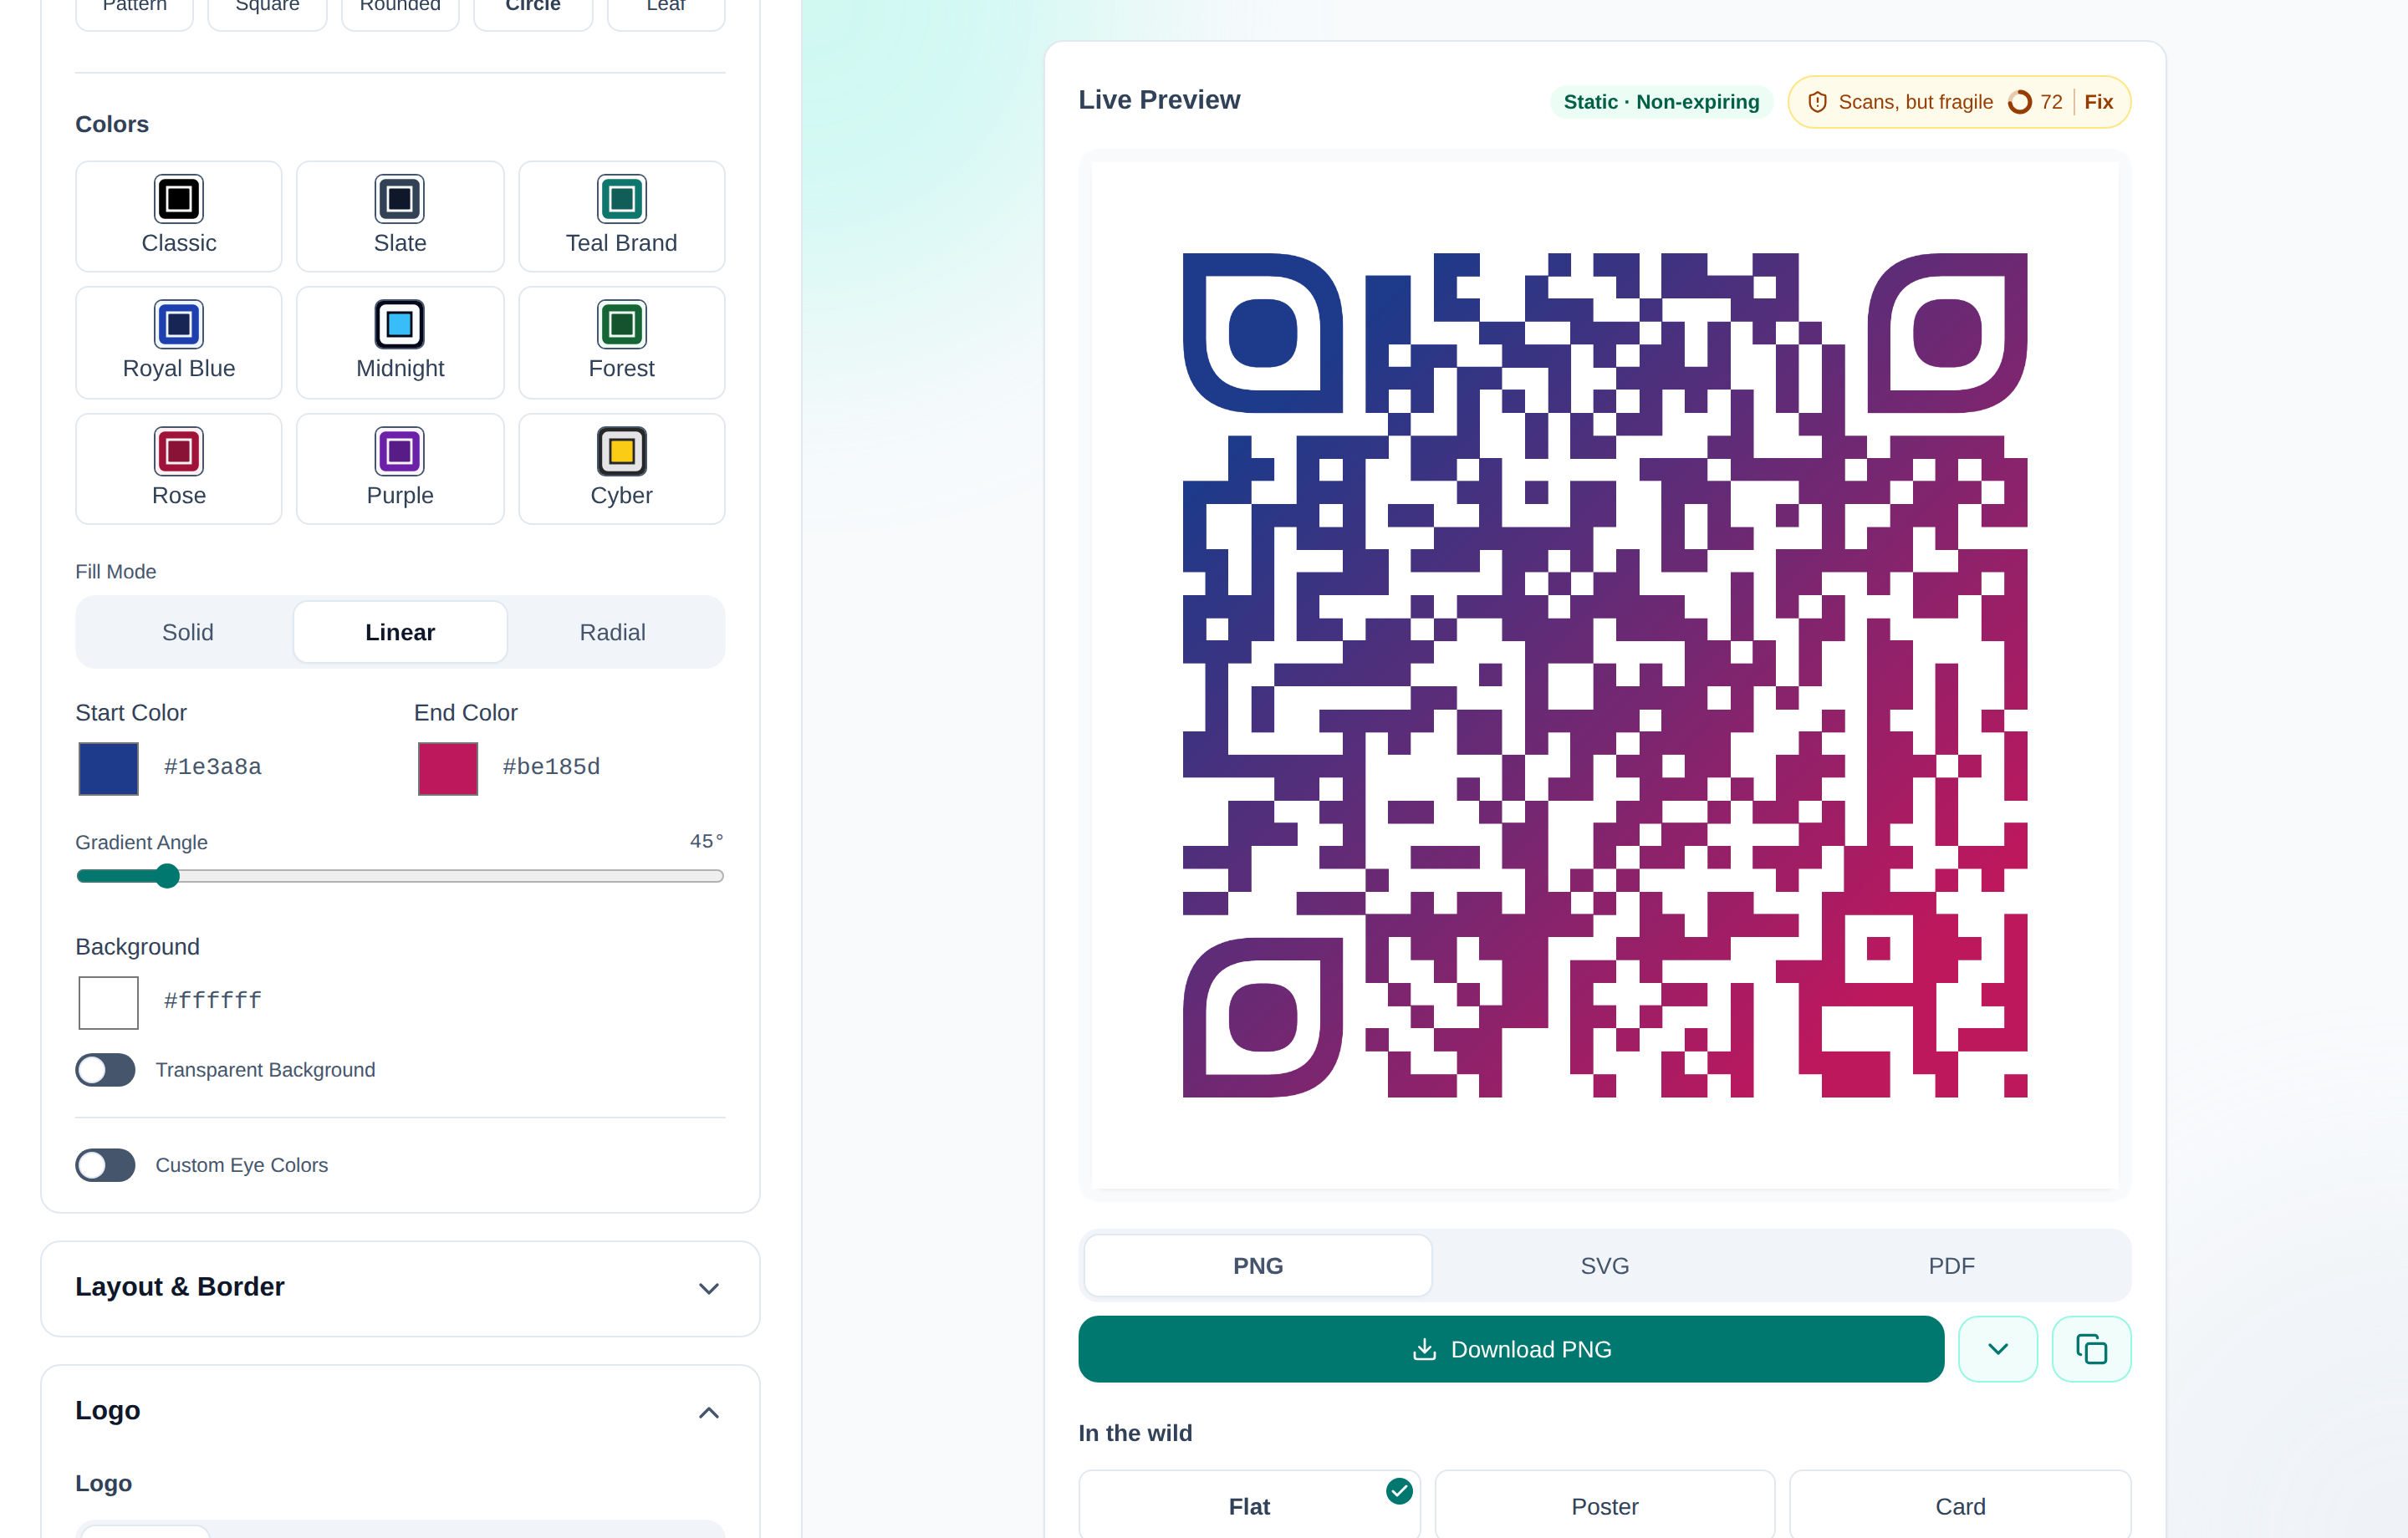 Pattern
Square
Rounded
Circle
Leaf
Colors
Classic
Slate
Teal Brand
Royal Blue
Midnight
Forest
Rose
Purple
Cyber
Fill Mode
Solid
Linear
Radial
Start Color
End Color
#1e3a8a
#be185d
Gradient Angle
45°
Background
#ffffff
Transparent Background
Custom Eye Colors
Layout & Border
Logo
Logo
Live Preview
Static · Non-expiring
Scans, but fragile 72 Fix
PNG
SVG
PDF
Download PNG
In the wild
Flat
Poster
Card